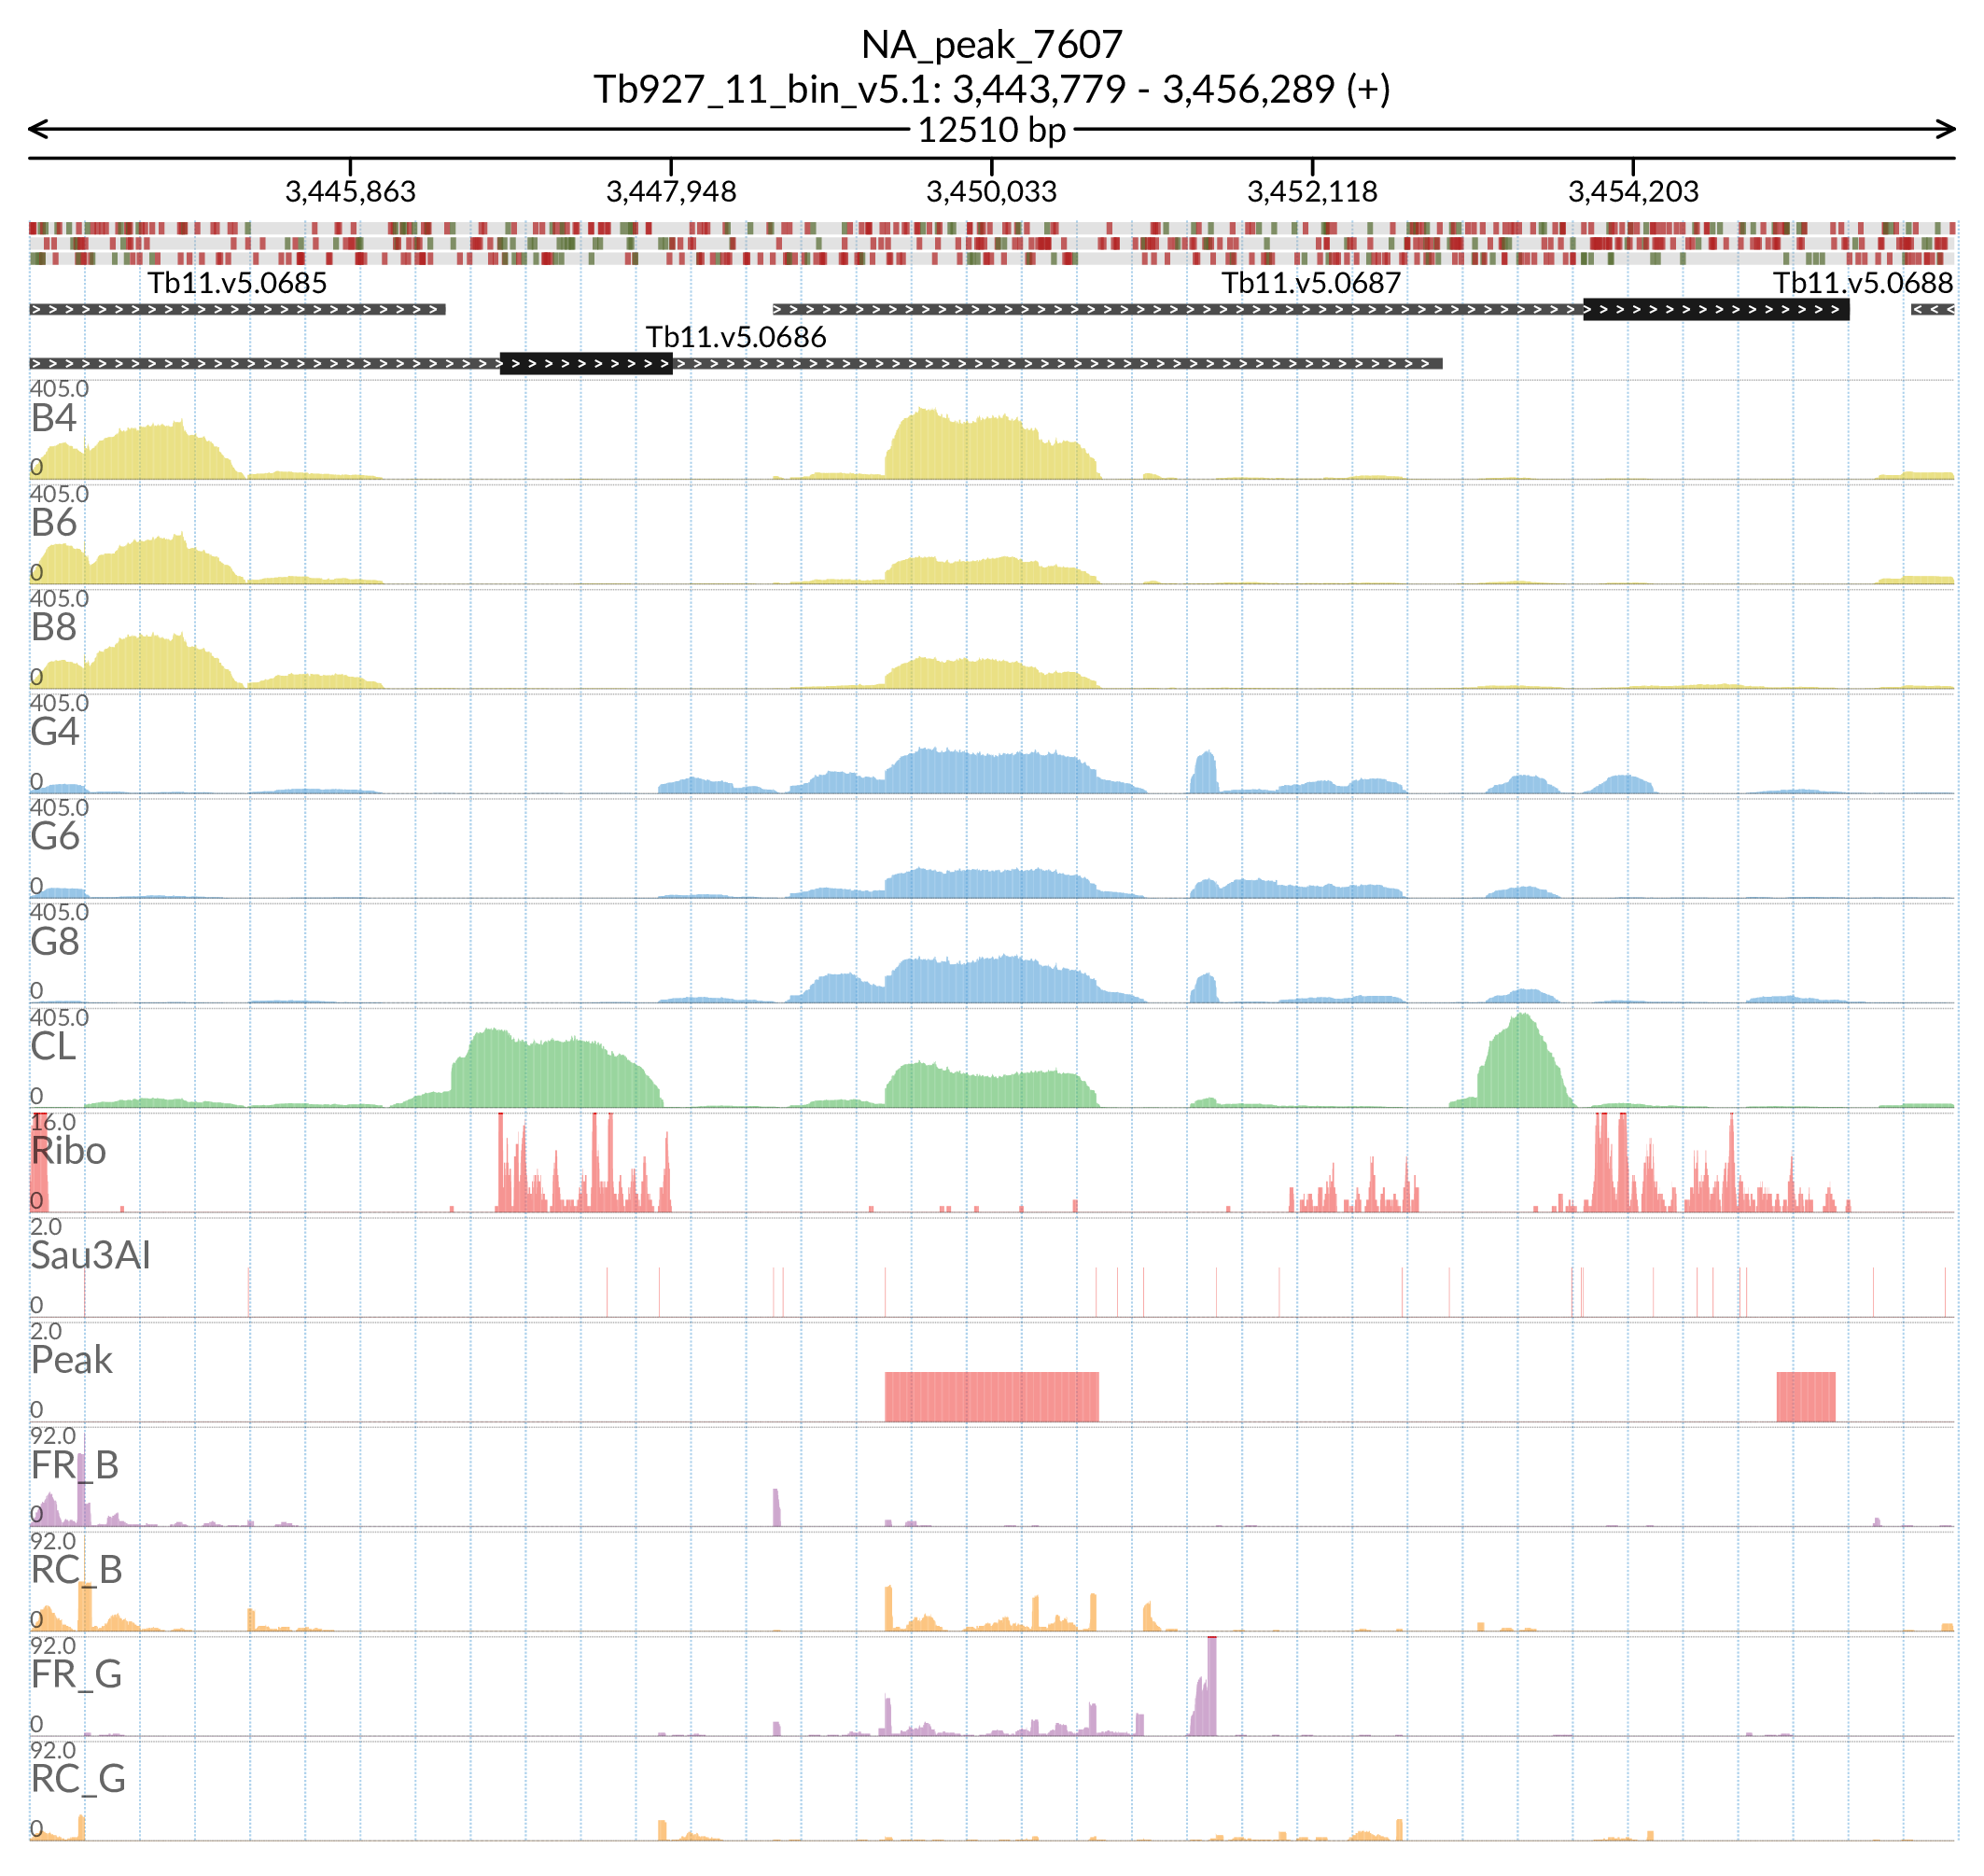 NA_peak_7607
Tb927_11_bin_v5.1: 3,443,779 - 3,456,289 (+)
12510 bp
3,445,863 3,447,948 3,450,033 3,452,118 3,454,203
Tb11.v5.0685 Tb11.v5.0687 Tb11.v5.0688
Tb11.v5.0686
405.0
B4
0
405.0
B6
0
405.0
B8
0
405.0
G4
0
405.0
G6
0
405.0
G8
0
405.0
CL
0
16.0
Ribo
0
2.0
Sau3AI
0
2.0
Peak
0
92.0
FR_B
0
92.0
RC_B
0
92.0
FR_G
0
92.0
RC_G
0